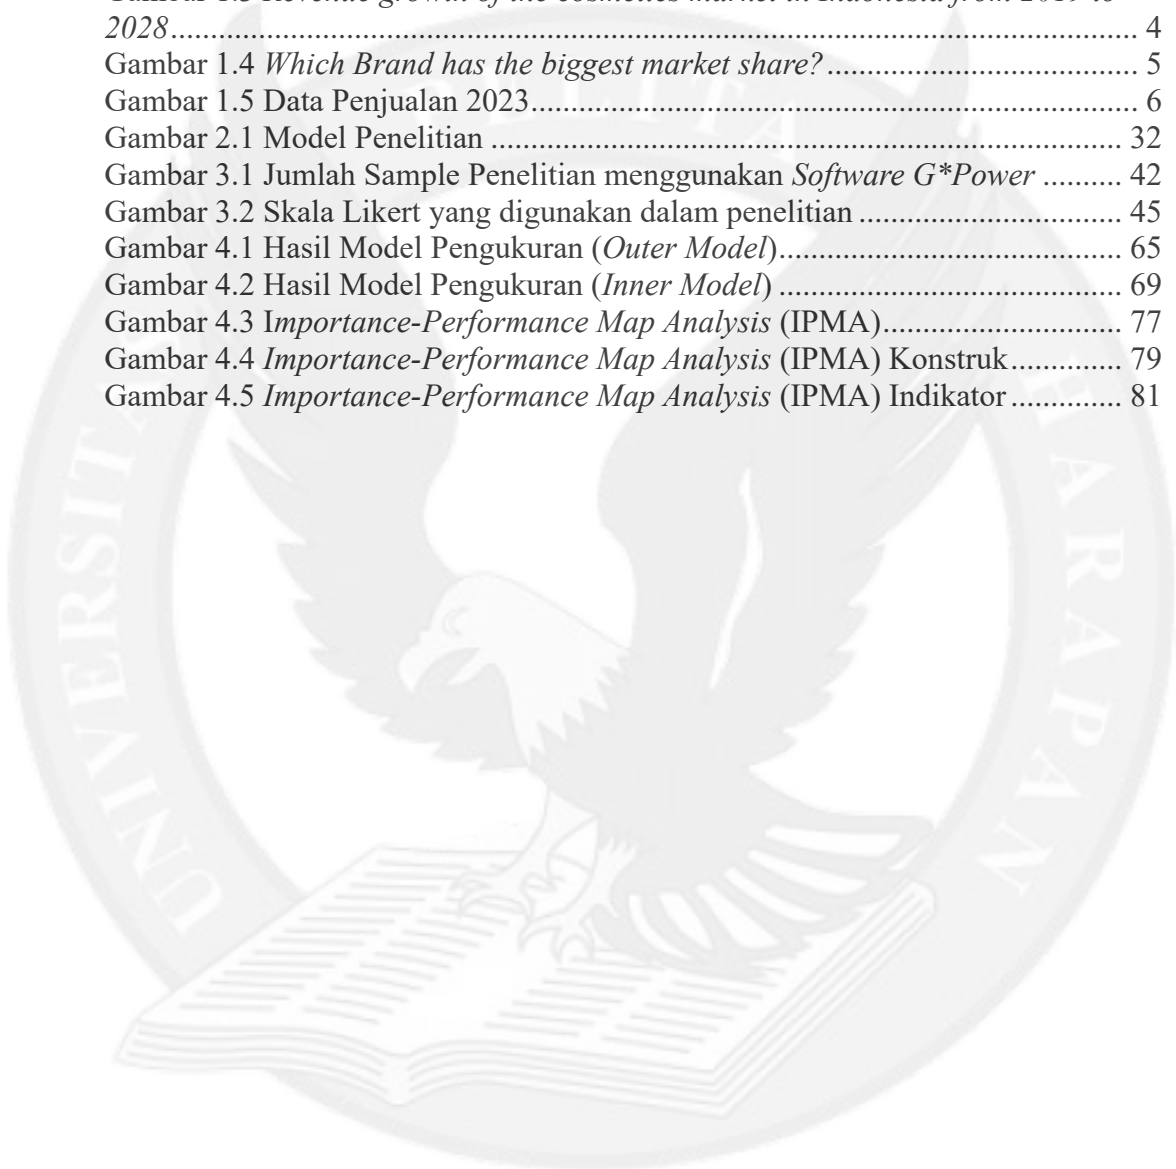 2028.......................................................................................................................... 4
Gambar 1.4 Which Brand has the biggest market share?....................................... 5
Gambar 1.5 Data Penjualan 2023............................................................................ 6
Gambar 2.1 Model Penelitian ................................................................................ 32
Gambar 3.1 Jumlah Sample Penelitian menggunakan Software G*Power .......... 42
Gambar 3.2 Skala Likert yang digunakan dalam penelitian ................................. 45
Gambar 4.1 Hasil Model Pengukuran (Outer Model)........................................... 65
Gambar 4.2 Hasil Model Pengukuran (Inner Model) ........................................... 69
Gambar 4.3 Importance-Performance Map Analysis (IPMA).............................. 77
Gambar 4.4 Importance-Performance Map Analysis (IPMA) Konstruk.............. 79
Gambar 4.5 Importance-Performance Map Analysis (IPMA) Indikator .............. 81
UNIVERSITAS PELITA HARAPAN